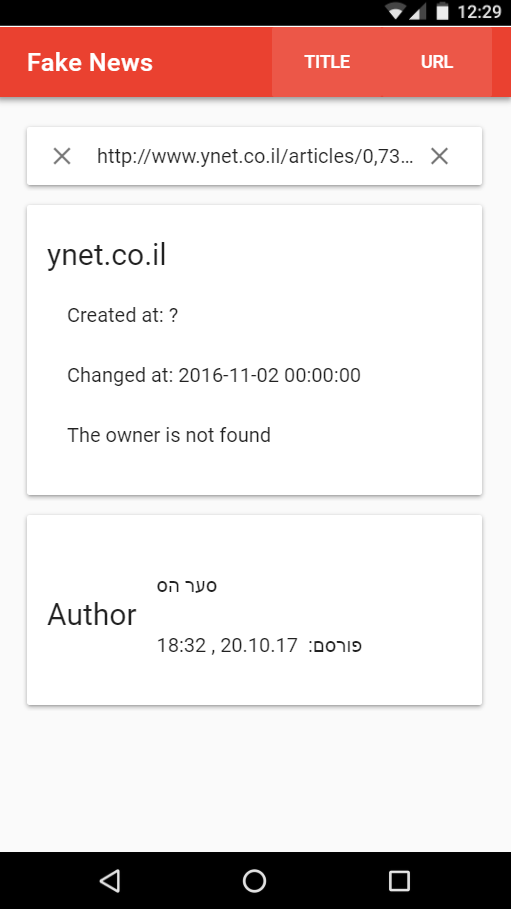 12:29
Fake News TITLE URL
http://www.ynet.co.il/articles/0,73...
ynet.co.il
Created at: ?
Changed at: 2016-11-02 00:00:00
The owner is not found
סער הס
Author
פורסם: 20.10.17 , 18:32